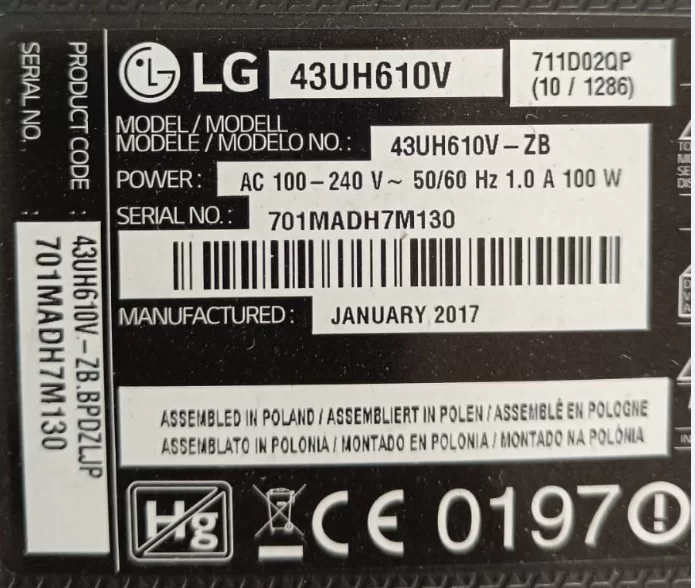 LG 43UH610V
711D02QP
(10 / 1286)
MODEL / MODELL
MODÈLE / MODELO NO. : 43UH610V-ZB
POWER : AC 100-240 V~ 50/60 Hz 1.0 A 100 W
SERIAL NO. : 701MADH7M130
MANUFACTURED : JANUARY 2017
ASSEMBLED IN POLAND / ASSEMBLIERT IN POLEN / ASSEMBLÉ EN POLOGNE
ASSEMBLATO IN POLONIA / MONTADO EN POLONIA / MONTADO NA POLÓNIA
Hg CE 0197
PRODUCT CODE : 43UH610V-ZB.BPDZLJP
SERIAL NO. : 701MADH7M130